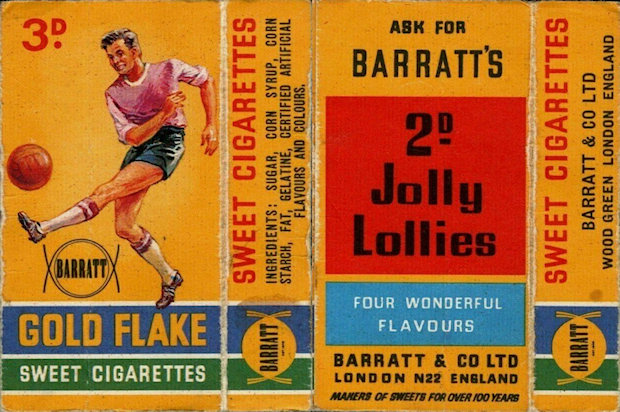 3D
BARRATT
GOLD FLAKE
SWEET CIGARETTES
SWEET CIGARETTES
INGREDIENTS: SUGAR, CORN SYRUP, CORN
STARCH, FAT, GELATINE, CERTIFIED ARTIFICIAL
FLAVOURS AND COLOURS.
BARRATT
ASK FOR
BARRATT'S
2D
Jolly
Lollies
FOUR WONDERFUL
FLAVOURS
BARRATT & CO LTD
LONDON N22 ENGLAND
MAKERS OF SWEETS FOR OVER 100 YEARS
SWEET CIGARETTES
BARRATT & CO LTD
WOOD GREEN LONDON ENGLAND
BARRATT